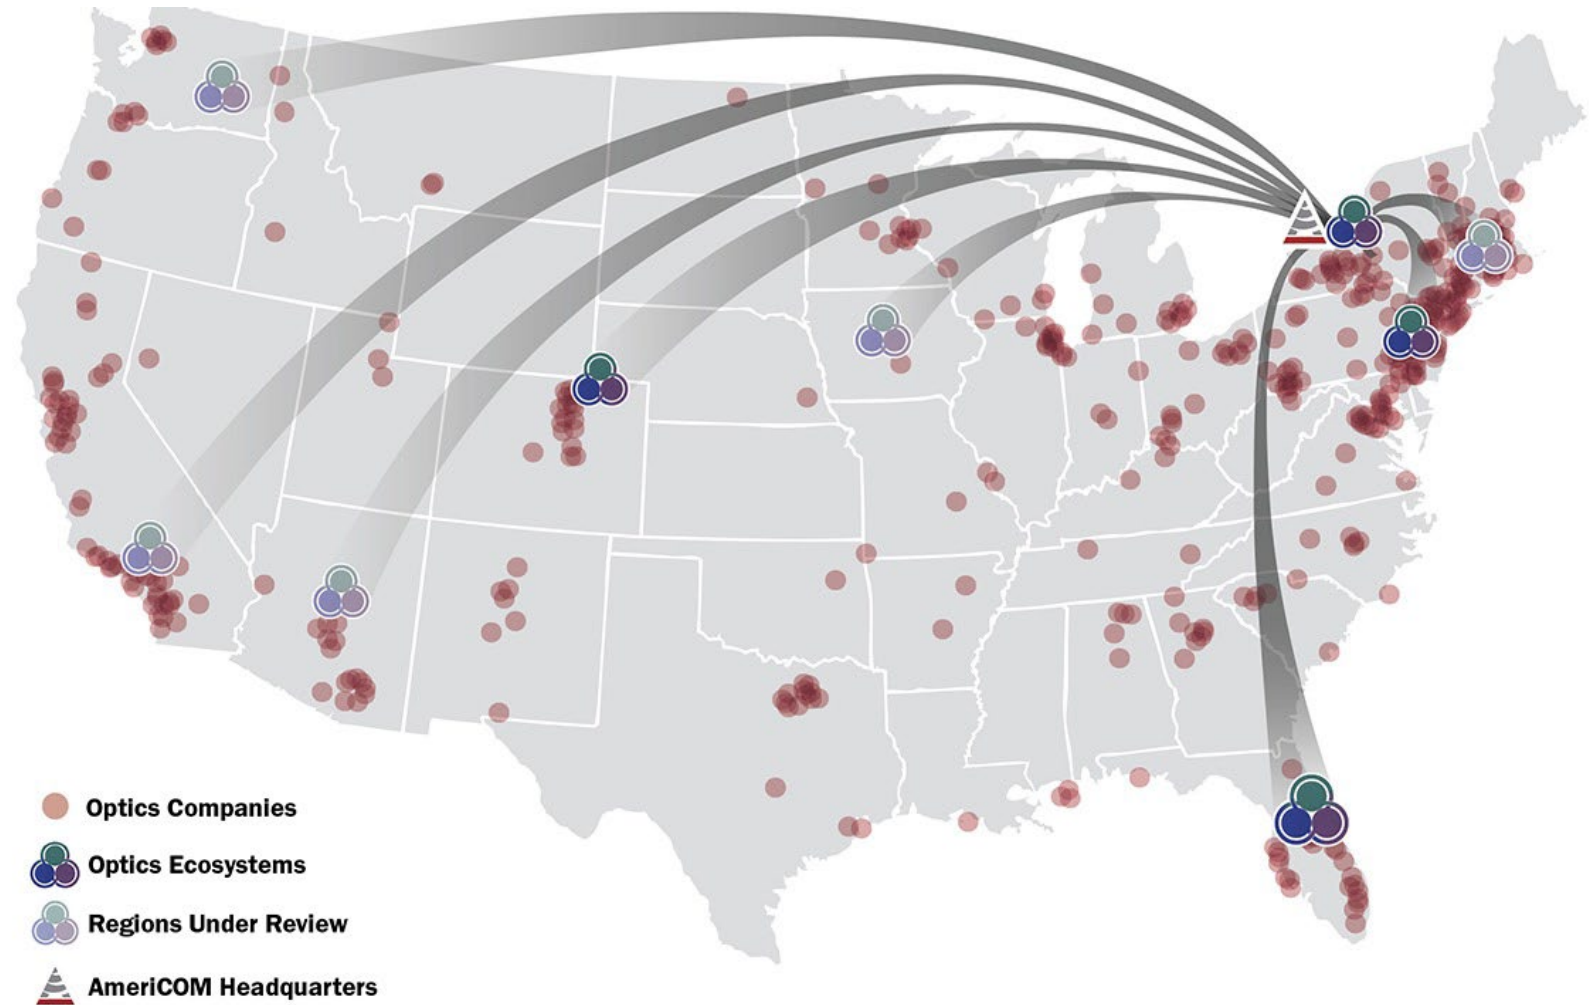 Optics Companies
Optics Ecosystems
Regions Under Review
AmeriCOM Headquarters